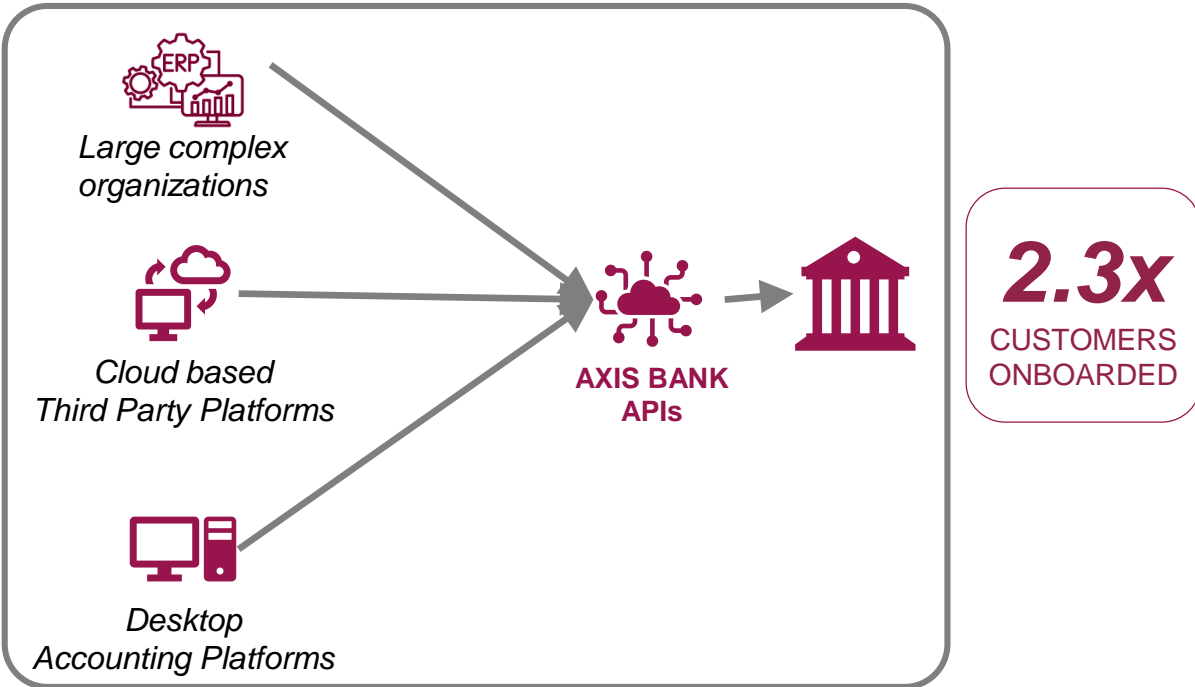 ERP
Large complex
organizations
Cloud based
Third Party Platforms
Desktop
Accounting Platforms
AXIS BANK
APIs
2.3x
CUSTOMERS
ONBOARDED